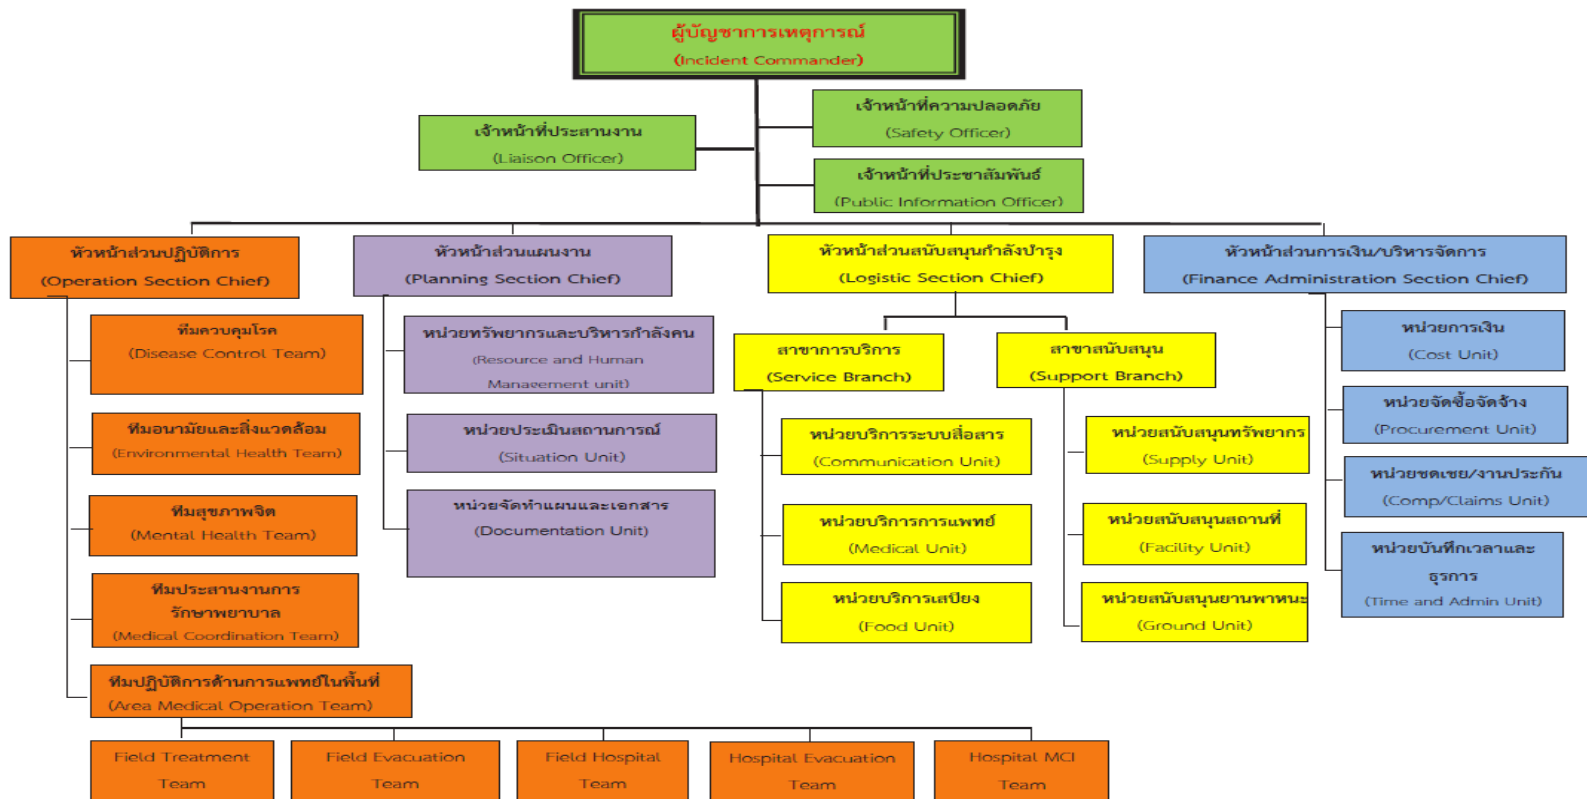 ผู้บัญชาการเหตุการณ์
(Incident Commander)
เจ้าหน้าที่ความปลอดภัย
(Safety Officer)
เจ้าหน้าที่ประสานงาน
(Liaison Officer)
เจ้าหน้าที่ประชาสัมพันธ์
(Public Information Officer)
หัวหน้าส่วนปฏิบัติการ
(Operation Section Chief)
ทีมควบคุมโรค
(Disease Control Team)
ทีมอนามัยและสิ่งแวดล้อม
(Environmental Health Team)
ทีมสุขภาพจิต
(Mental Health Team)
ทีมประสานงานการ
รักษาพยาบาล
(Medical Coordination Team)
ทีมปฏิบัติการด้านการแพทย์ในพื้นที่
(Area Medical Operation Team)
Field Treatment
Team
Field Evacuation
Team
Field Hospital
Team
Hospital Evacuation
Team
Hospital MCI
Team
หัวหน้าส่วนแผนงาน
(Planning Section Chief)
หน่วยทรัพยากรและบริหารกำลังคน
(Resource and Human
Management unit)
หน่วยประเมินสถานการณ์
(Situation Unit)
หน่วยจัดทำแผนและเอกสาร
(Documentation Unit)
หัวหน้าส่วนสนับสนุนกำลังบำรุง
(Logistic Section Chief)
สาขาการบริการ
(Service Branch)
หน่วยบริการระบบสื่อสาร
(Communication Unit)
หน่วยบริการการแพทย์
(Medical Unit)
หน่วยบริการเสบียง
(Food Unit)
สาขาสนับสนุน
(Support Branch)
หน่วยสนับสนุนทรัพยากร
(Supply Unit)
หน่วยสนับสนุนสถานที่
(Facility Unit)
หน่วยสนับสนุนยานพาหนะ
(Ground Unit)
หัวหน้าส่วนการเงิน/บริหารจัดการ
(Finance Administration Section Chief)
หน่วยการเงิน
(Cost Unit)
หน่วยจัดซื้อจัดจ้าง
(Procurement Unit)
หน่วยชดเชย/งานประกัน
(Comp/Claims Unit)
หน่วยบันทึกเวลาและ
ธุรการ
(Time and Admin Unit)